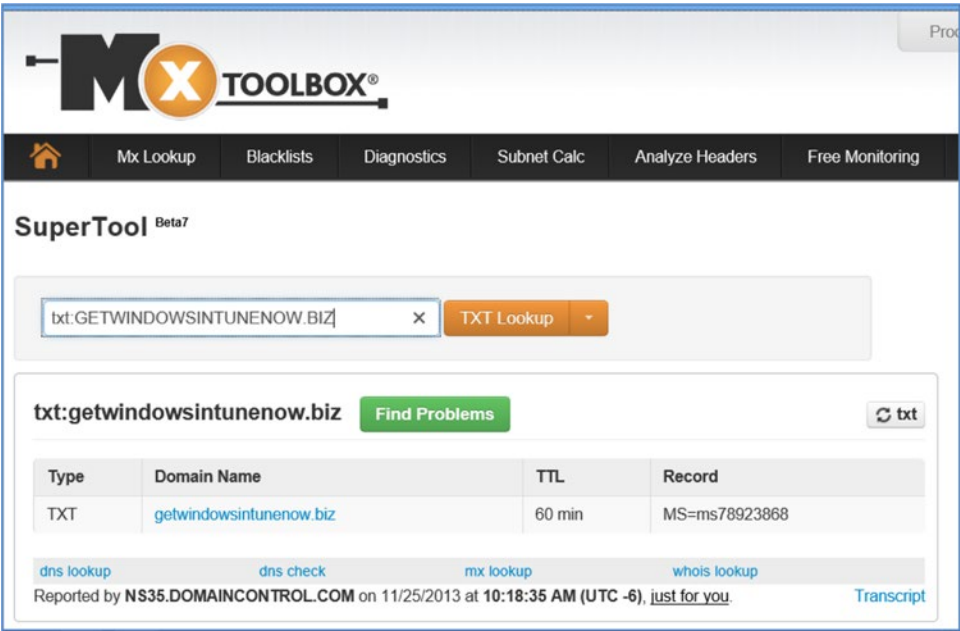 Proc
Mx TOOLBOX®
Mx Lookup Blacklists Diagnostics Subnet Calc Analyze Headers Free Monitoring
SuperTool Beta7
txt:GETWINDOWSINTUNENOW.BIZ × TXT Lookup
txt:getwindowsintunenow.biz Find Problems txt
Type Domain Name TTL Record
TXT getwindowsintunenow.biz 60 min MS=ms78923868
dns lookup dns check mx lookup whois lookup
Reported by NS35.DOMAINCONTROL.COM on 11/25/2013 at 10:18:35 AM (UTC -6), just for you. Transcript